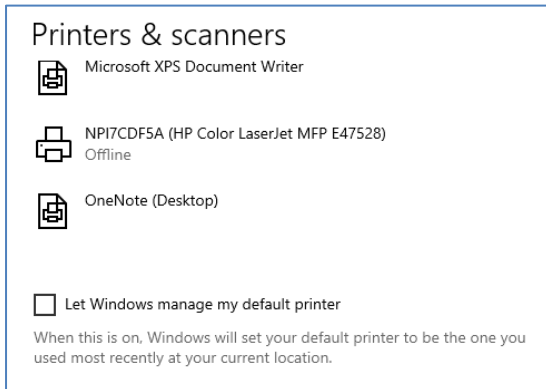 Printers & scanners
Microsoft XPS Document Writer
NPI7CDF5A (HP Color LaserJet MFP E47528)
Offline
OneNote (Desktop)
Let Windows manage my default printer
When this is on, Windows will set your default printer to be the one you
used most recently at your current location.